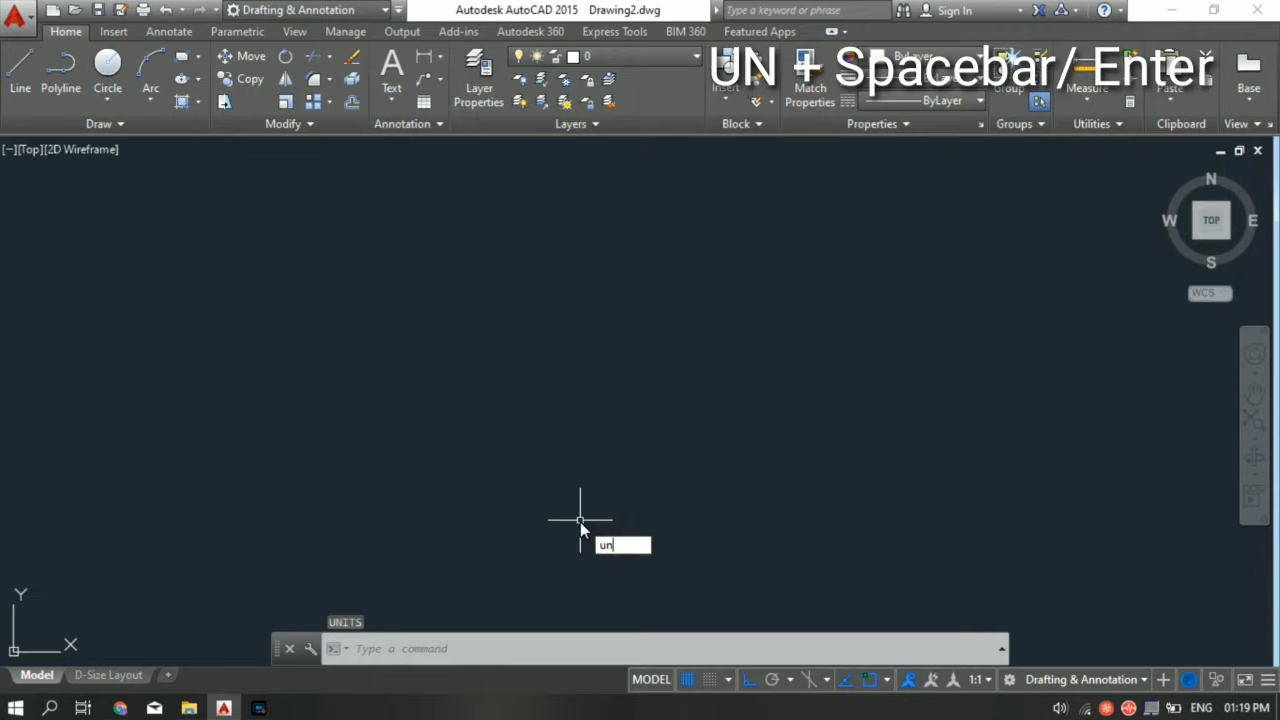 Drafting & Annotation
Autodesk AutoCAD 2015 Drawing2.dwg
Type a keyword or phrase
Sign In
Home Insert Annotate Parametric View Manage Output Add-ins Autodesk 360 Express Tools BIM 360 Featured Apps
UN + Spacebar/ Enter
Move
0
ByLayer
Copy
Line Polyline Circle Arc
Text
Layer Properties
Insert
Match Properties
ByLayer
Group
Measure
Paste
Base
Draw Modify Annotation Layers Block Properties Groups Utilities Clipboard View
[−][Top][2D Wireframe]
N
W TOP E
S
WCS
un
Y
X
UNITS
Type a command
Model D-Size Layout
MODEL
1:1
Drafting & Annotation
ENG 01:19 PM